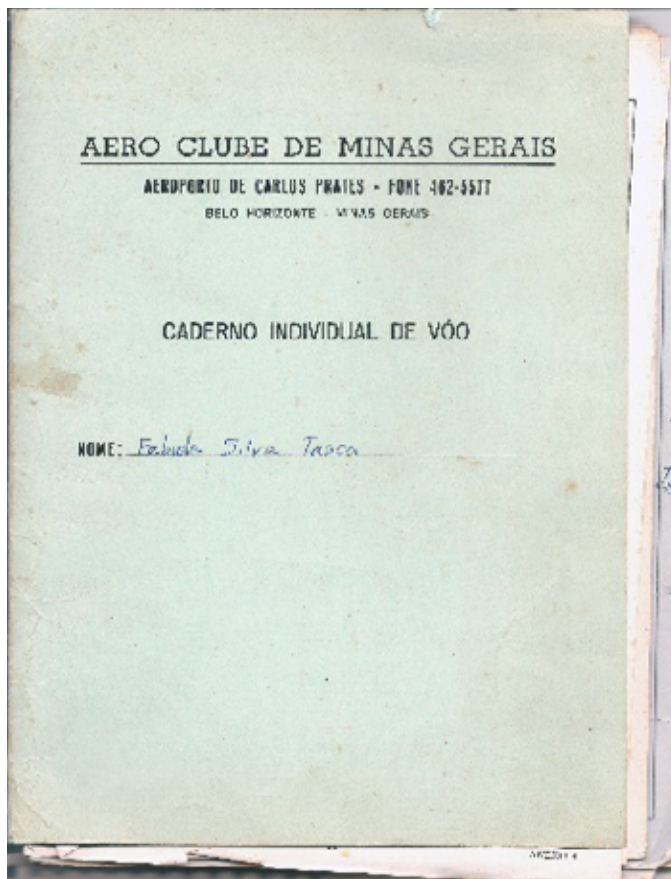 AERO CLUBE DE MINAS GERAIS
AEROPORTO DE CARLOS PRATES - FONE 462-5577
BELO HORIZONTE - MINAS GERAIS
CADERNO INDIVIDUAL DE VÔO
NOME: Fabiola Silva Tasca